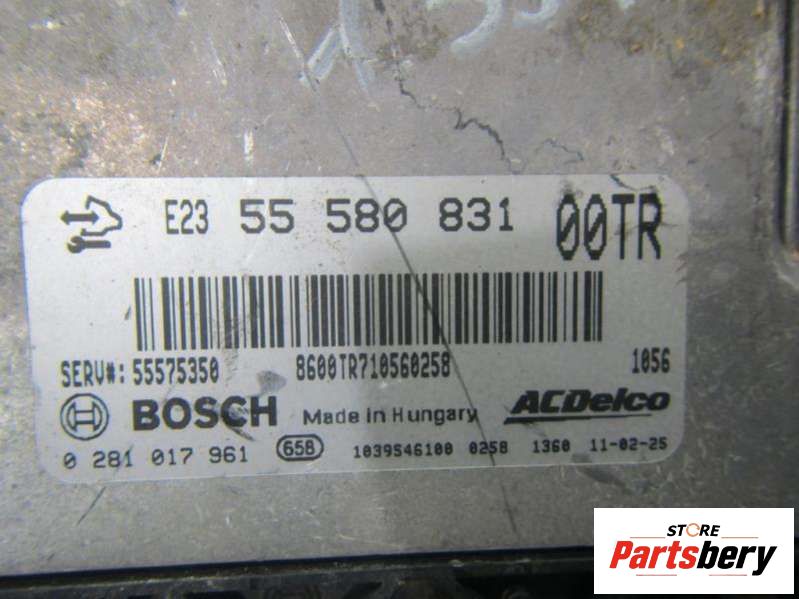 E23 55 580 831 00TR
SERV#: 55575350 8600TR710560258 1056
BOSCH Made in Hungary ACDelco
0 281 017 961 65B 1039S46100 0258 1360 11-02-25
STORE
Partsbery